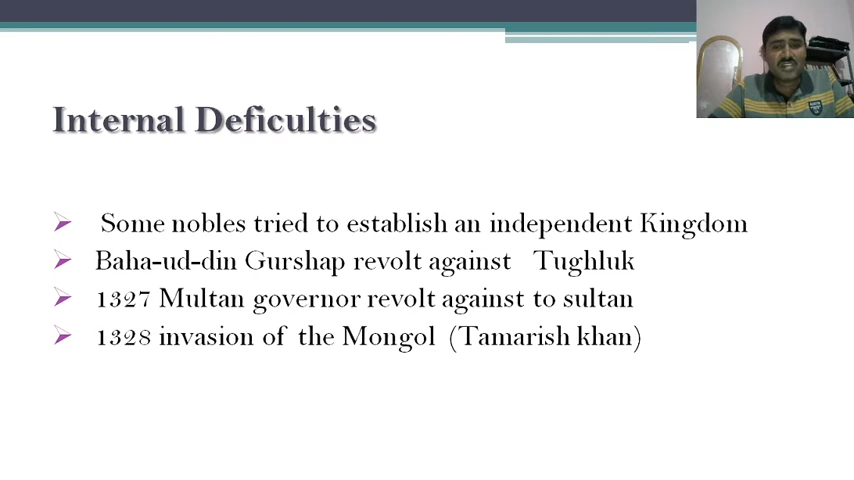 Internal Deficulties
Some nobles tried to establish an independent Kingdom
Baha-ud-din Gurshap revolt against Tughluk
1327 Multan governor revolt against to sultan
1328 invasion of the Mongol (Tamarish khan)